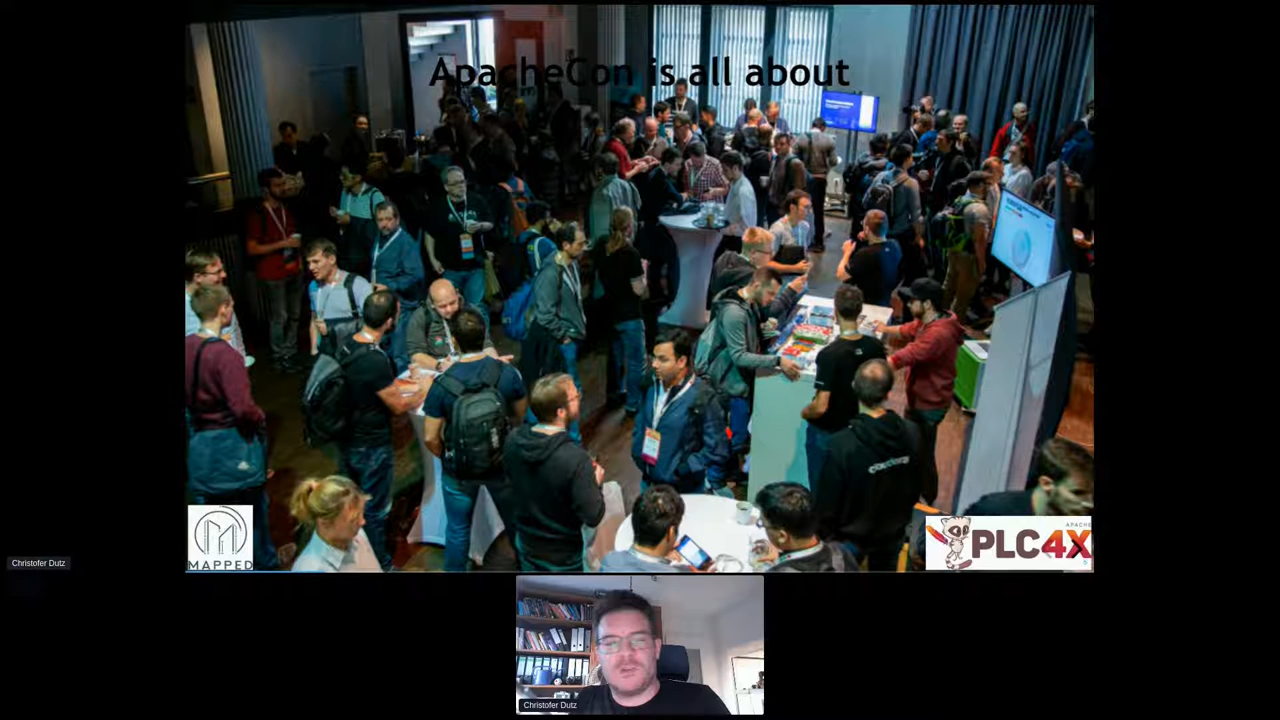 ApacheCon is all about
MAPPED
APACHE
PLC4X
Christofer Dutz
Christofer Dutz